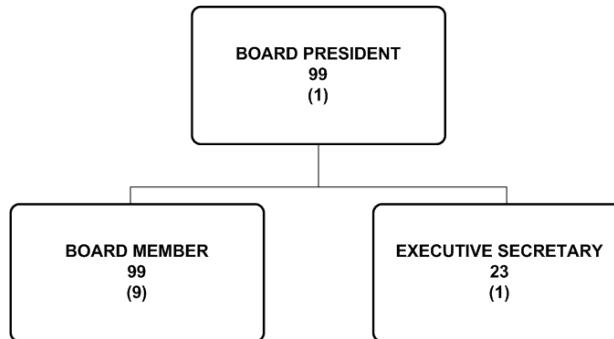 BOARD PRESIDENT
99
(1)
BOARD MEMBER
99
(9)
EXECUTIVE SECRETARY
23
(1)